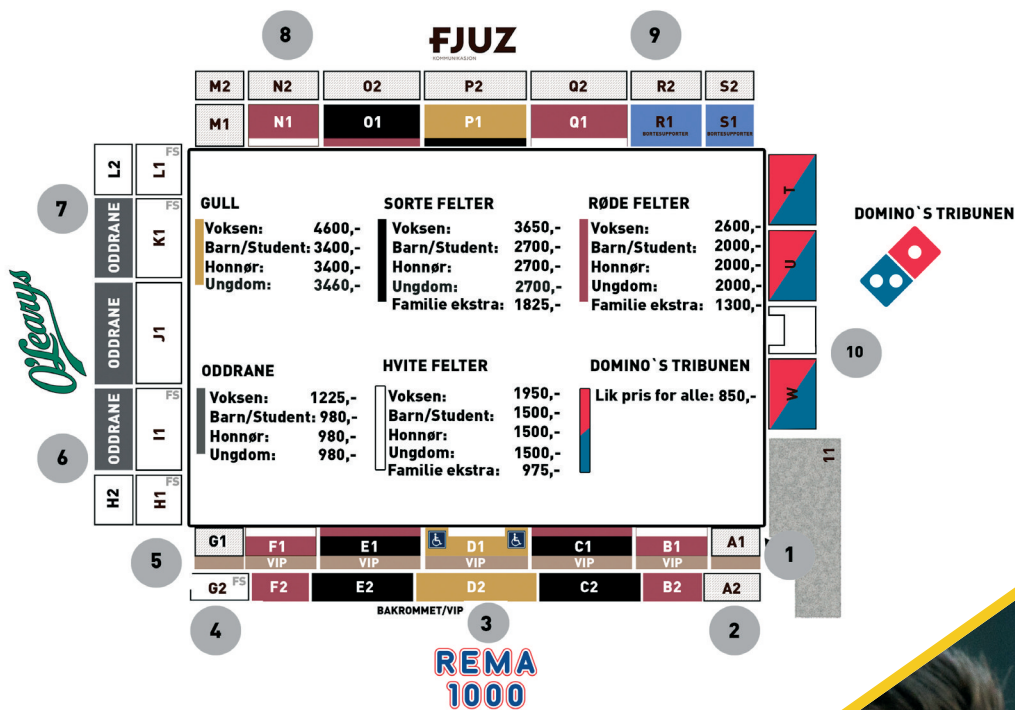 8
FJUZ
KOMMUNIKASJON
9
M2 N2 O2 P2 Q2 R2 S2
M1 N1 O1 P1 Q1 R1 S1
BORTESUPPORTER BORTESUPPORTER
L2 L1 FS
7
ODDRANE K1 FS
ODDRANE J1
ODDRANE I1 FS
6
H2 H1 FS
O'Learys
GULL
Voksen: 4600,-
Barn/Student: 3400,-
Honnør: 3400,-
Ungdom: 3460,-
SORTE FELTER
Voksen: 3650,-
Barn/Student: 2700,-
Honnør: 2700,-
Ungdom: 2700,-
Familie ekstra: 1825,-
RØDE FELTER
Voksen: 2600,-
Barn/Student: 2000,-
Honnør: 2000,-
Ungdom: 2000,-
Familie ekstra: 1300,-
ODDRANE
Voksen: 1225,-
Barn/Student: 980,-
Honnør: 980,-
Ungdom: 980,-
HVITE FELTER
Voksen: 1950,-
Barn/Student: 1500,-
Honnør: 1500,-
Ungdom: 1500,-
Familie ekstra: 975,-
DOMINO`S TRIBUNEN
Lik pris for alle: 850,-
T
U
W
DOMINO`S TRIBUNEN
10
11
5
G1 F1 E1 D1 C1 B1 A1
1
VIP VIP VIP VIP VIP
G2 FS F2 E2 D2 C2 B2 A2
BAKROMMET/VIP
4
3
2
REMA
1000